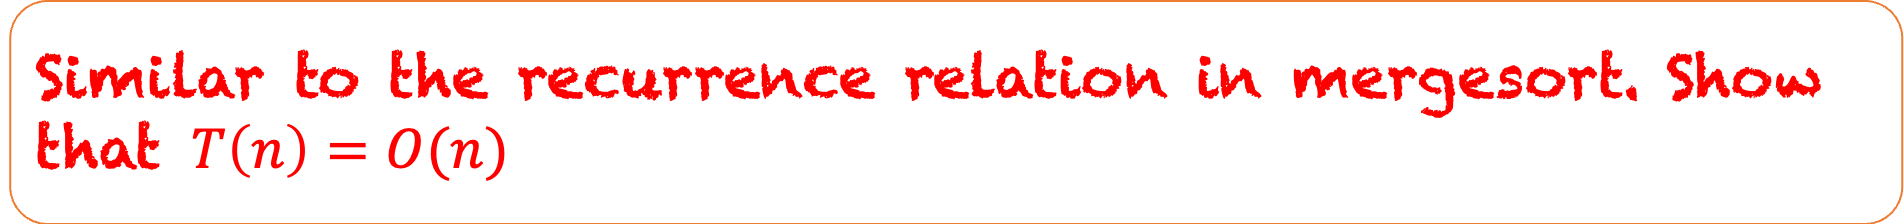 Similar to the recurrence relation in mergesort. Show
that T(n) = O(n)